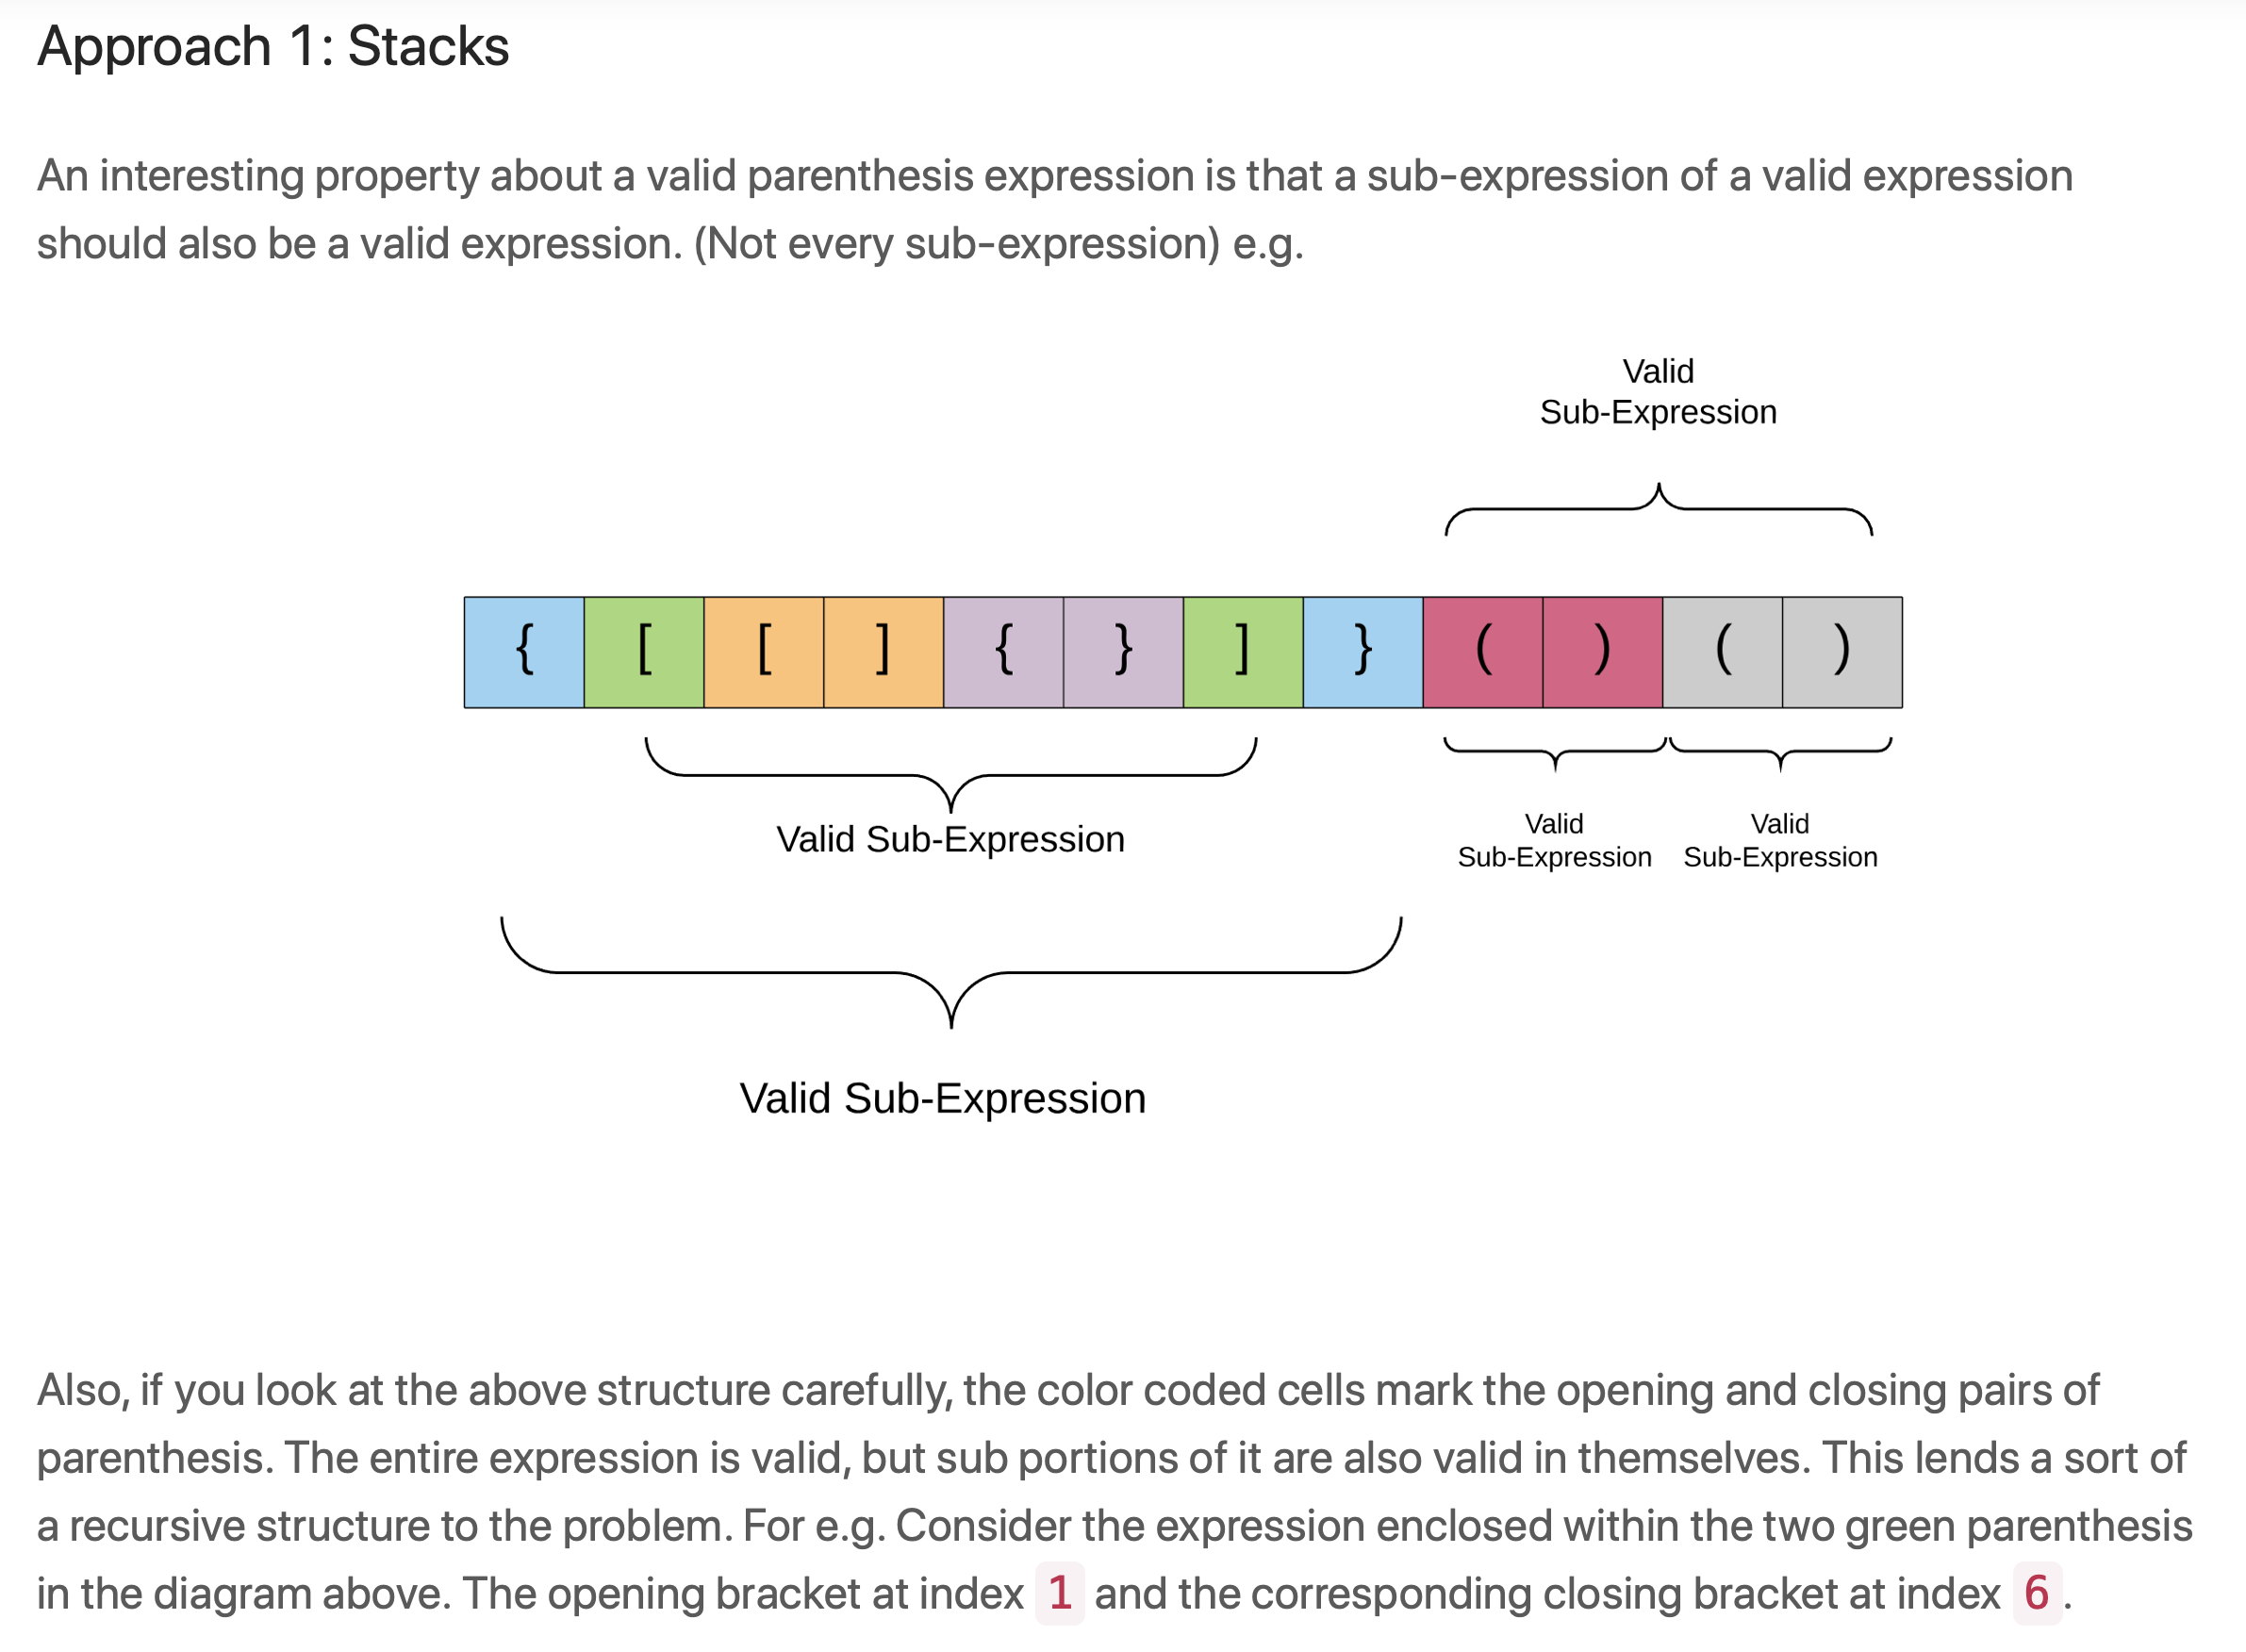 Approach 1: Stacks
An interesting property about a valid parenthesis expression is that a sub-expression of a valid expression
should also be a valid expression. (Not every sub-expression) e.g.
Valid
Sub-Expression
{ [ [ ] { } ] } ( ) ( )
Valid Sub-Expression
Valid
Sub-Expression
Valid
Sub-Expression
Valid Sub-Expression
Also, if you look at the above structure carefully, the color coded cells mark the opening and closing pairs of
parenthesis. The entire expression is valid, but sub portions of it are also valid in themselves. This lends a sort of
a recursive structure to the problem. For e.g. Consider the expression enclosed within the two green parenthesis
in the diagram above. The opening bracket at index 1 and the corresponding closing bracket at index 6.